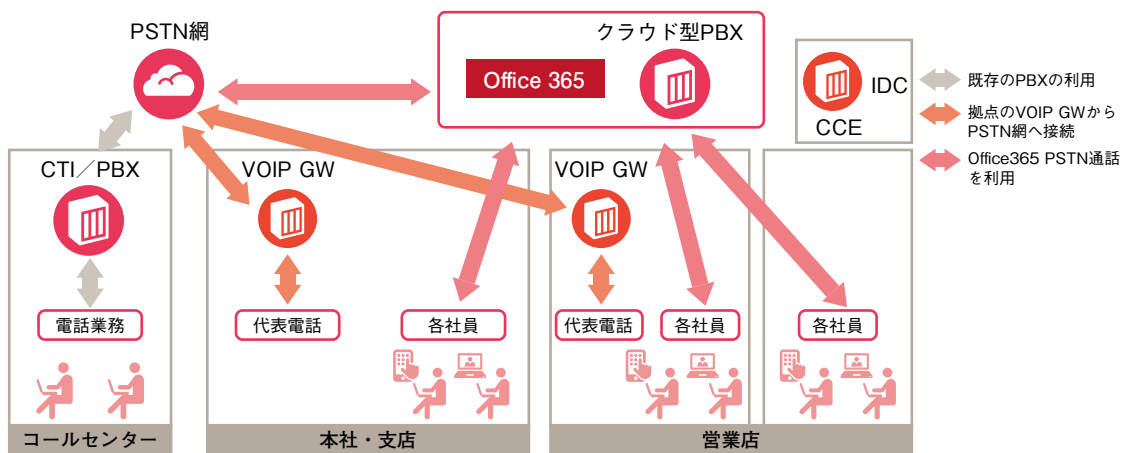 PSTN網
クラウド型PBX
Office 365
IDC
CCE
既存のPBXの利用
拠点のVOIP GWから
PSTN網へ接続
Office365 PSTN通話
を利用
CTI／PBX
VOIP GW
VOIP GW
電話業務
代表電話
各社員
代表電話
各社員
各社員
コールセンター
本社・支店
営業店